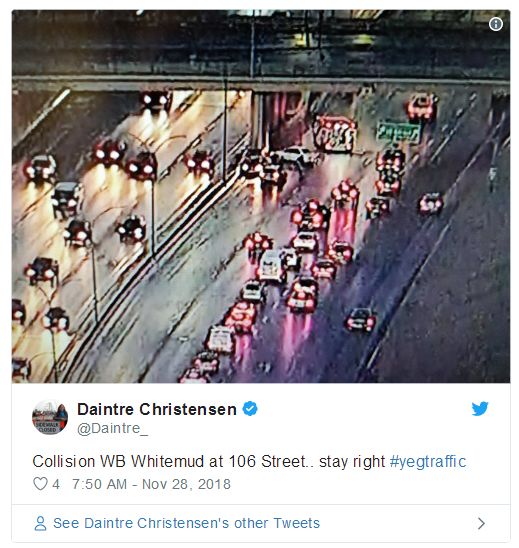 Daintre Christensen
@Daintre_
Collision WB Whitemud at 106 Street.. stay right #yegtraffic
4 7:50 AM - Nov 28, 2018
See Daintre Christensen's other Tweets